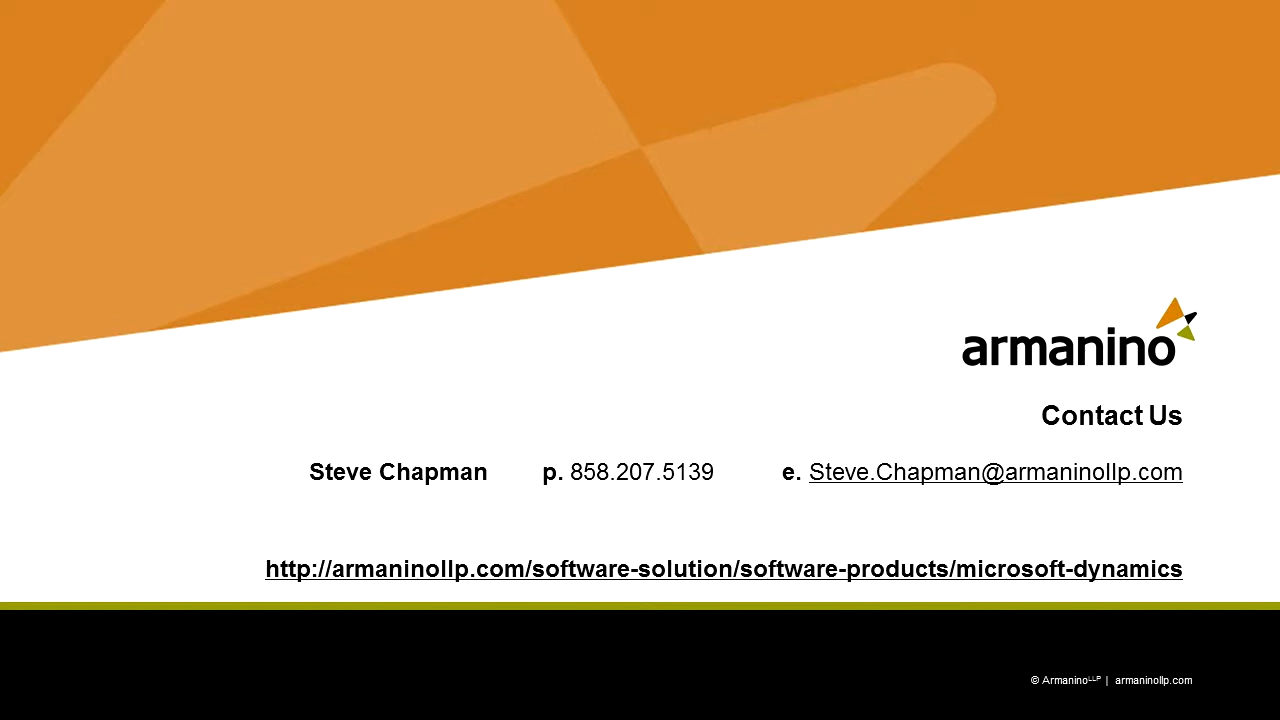 armanino
Contact Us
Steve Chapman p. 858.207.5139 e. Steve.Chapman@armaninollp.com
http://armaninollp.com/software-solution/software-products/microsoft-dynamics
© Armanino LLP | armaninollp.com